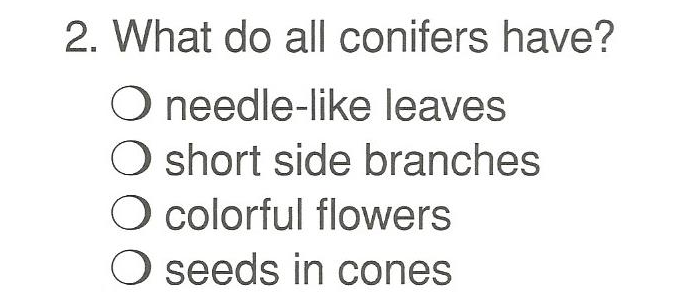 2. What do all conifers have?
needle-like leaves
short side branches
colorful flowers
seeds in cones